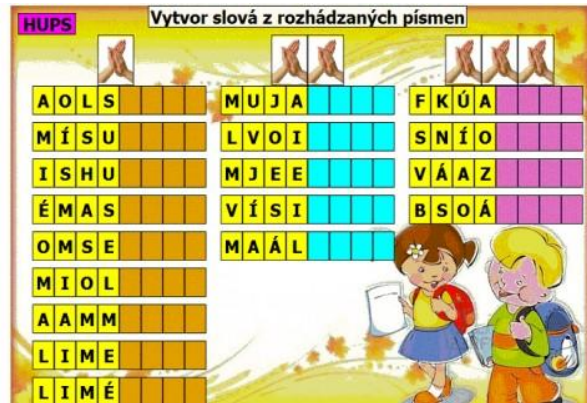 HUPS
Vytvor slová z rozhádzaných písmen
AOLS
MÍSU
ISHU
ÉMAS
OMSE
MIOL
AAMM
LIME
LIMÉ
MUJA
LVOI
MJEE
VÍSI
MAÁL
FKÚA
SNÍO
VÁAZ
BSOÁ